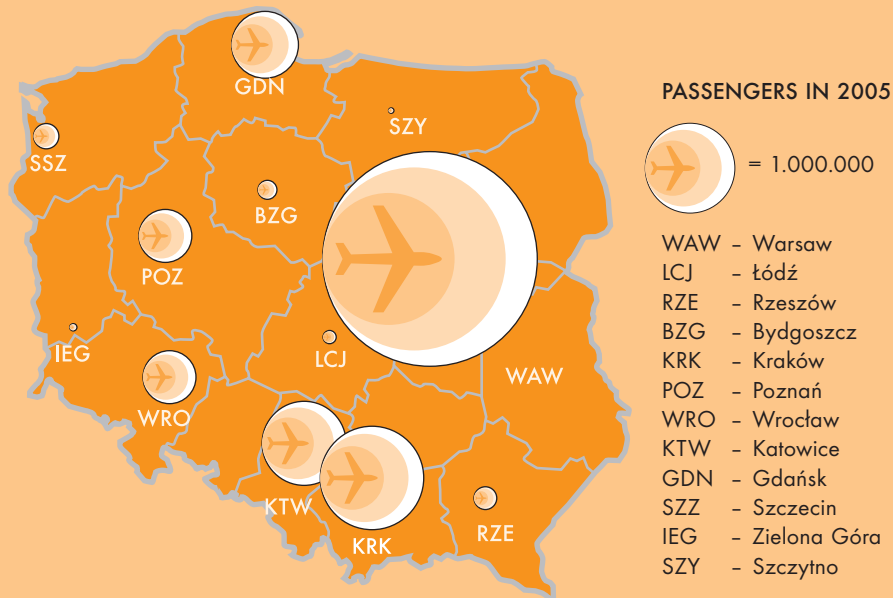 GDN
SZY
SSZ
BZG
POZ
IEG
LCJ
WAW
WRO
KTW
KRK
RZE
PASSENGERS IN 2005
= 1.000.000
WAW – Warsaw
LCJ – Łódź
RZE – Rzeszów
BZG – Bydgoszcz
KRK – Kraków
POZ – Poznań
WRO – Wrocław
KTW – Katowice
GDN – Gdańsk
SZZ – Szczecin
IEG – Zielona Góra
SZY – Szczytno